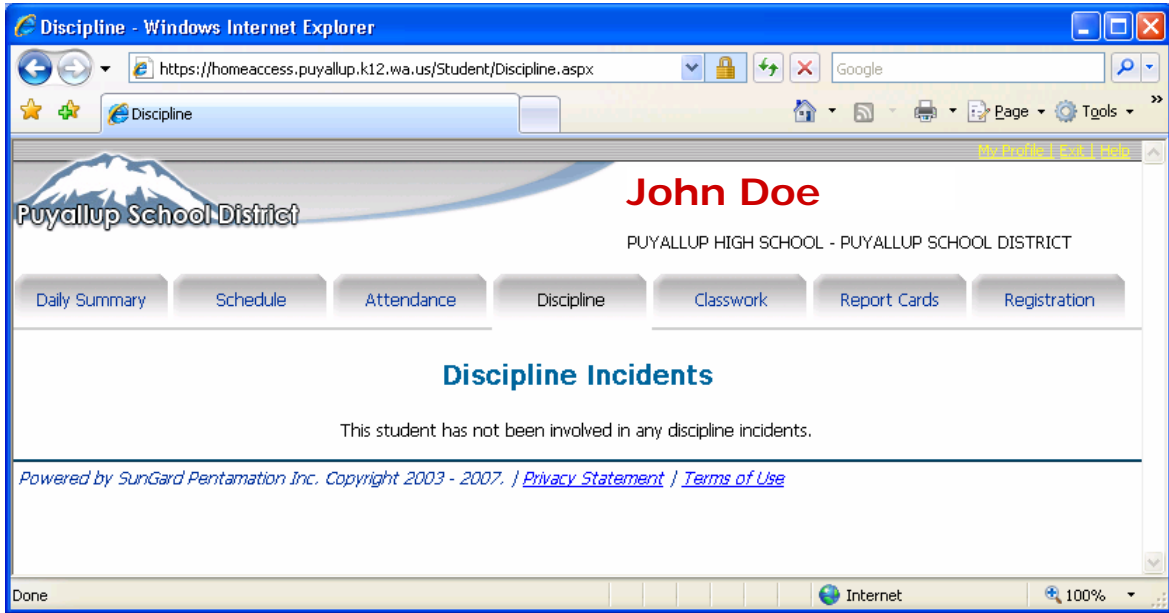 Discipline - Windows Internet Explorer
https://homeaccess.puyallup.k12.wa.us/Student/Discipline.aspx
Google
Discipline
Page
Tools
»
My Profile | Exit | Help
Puyallup School District
John Doe
PUYALLUP HIGH SCHOOL - PUYALLUP SCHOOL DISTRICT
Daily Summary
Schedule
Attendance
Discipline
Classwork
Report Cards
Registration
Discipline Incidents
This student has not been involved in any discipline incidents.
Powered by SunGard Pentamation Inc. Copyright 2003 - 2007. | Privacy Statement | Terms of Use
Done
Internet
100%